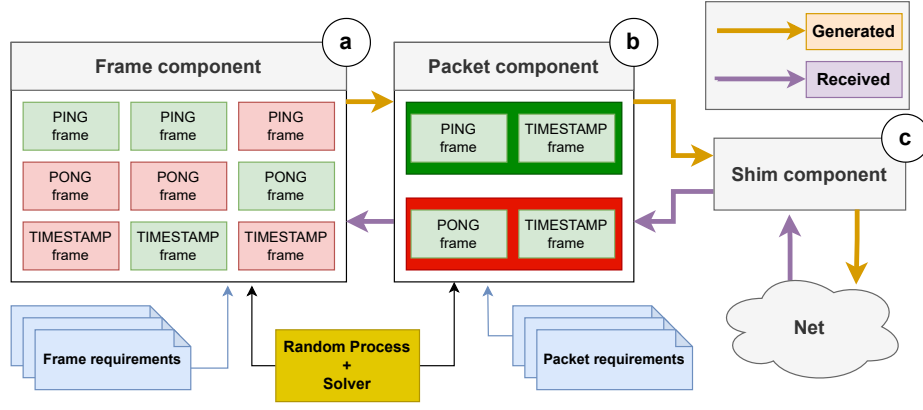 a
Frame component
PING
frame
PING
frame
PING
frame
PONG
frame
PONG
frame
PONG
frame
TIMESTAMP
frame
TIMESTAMP
frame
TIMESTAMP
frame
b
Packet component
PING
frame
TIMESTAMP
frame
PONG
frame
TIMESTAMP
frame
Generated
Received
c
Shim component
Net
Frame requirements
Random Process
+
Solver
Packet requirements